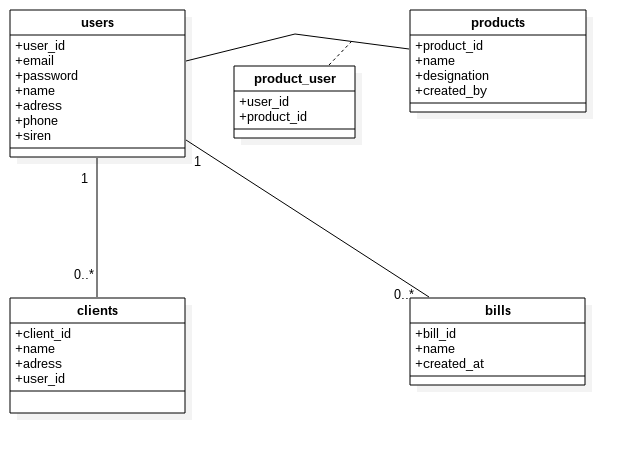 users
+user_id
+email
+password
+name
+adress
+phone
+siren
products
+product_id
+name
+designation
+created_by
product_user
+user_id
+product_id
1
1
0..*
0..*
clients
+client_id
+name
+adress
+user_id
bills
+bill_id
+name
+created_at